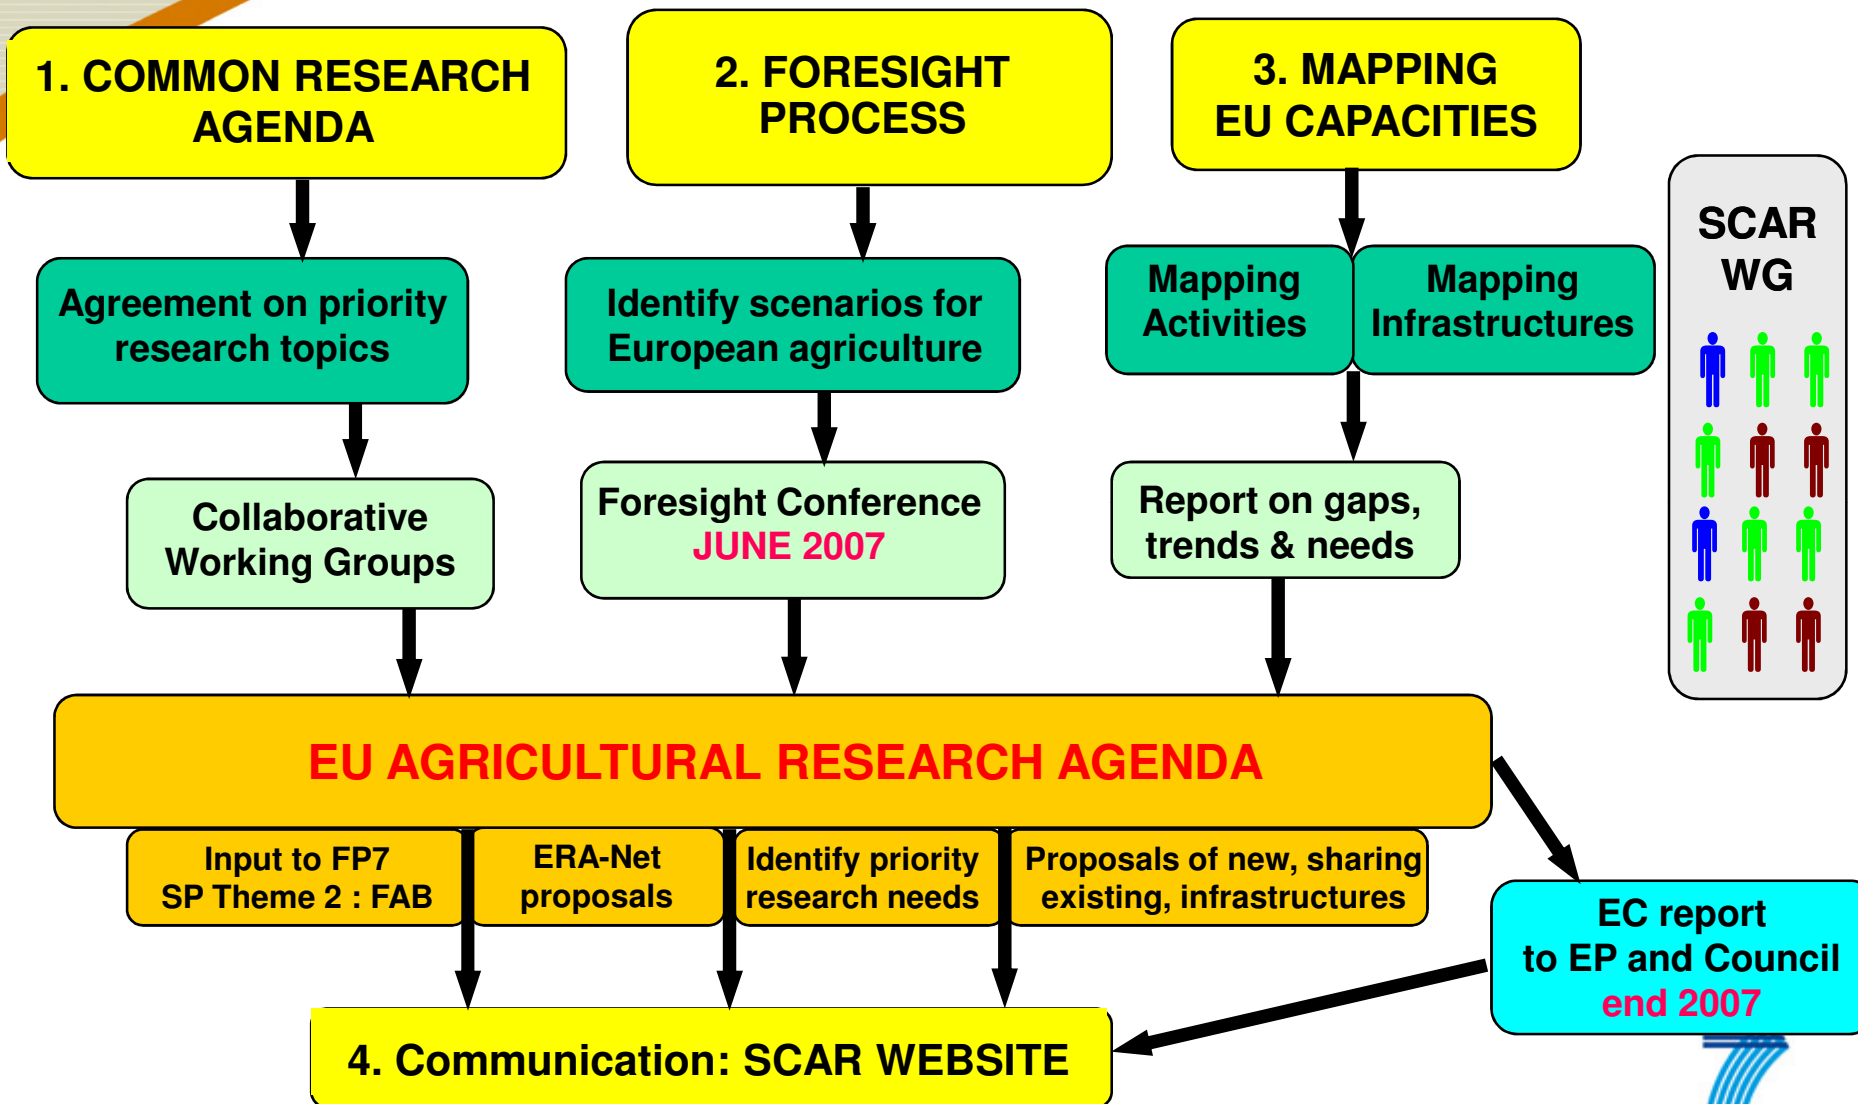 1. COMMON RESEARCH
AGENDA
2. FORESIGHT
PROCESS
3. MAPPING
EU CAPACITIES
SCAR
WG
Agreement on priority
research topics
Identify scenarios for
European agriculture
Mapping
Activities
Mapping
Infrastructures
Collaborative
Working Groups
Foresight Conference
JUNE 2007
Report on gaps,
trends & needs
EU AGRICULTURAL RESEARCH AGENDA
Input to FP7
SP Theme 2 : FAB
ERA-Net
proposals
Identify priority
research needs
Proposals of new, sharing
existing, infrastructures
EC report
to EP and Council
end 2007
4. Communication: SCAR WEBSITE